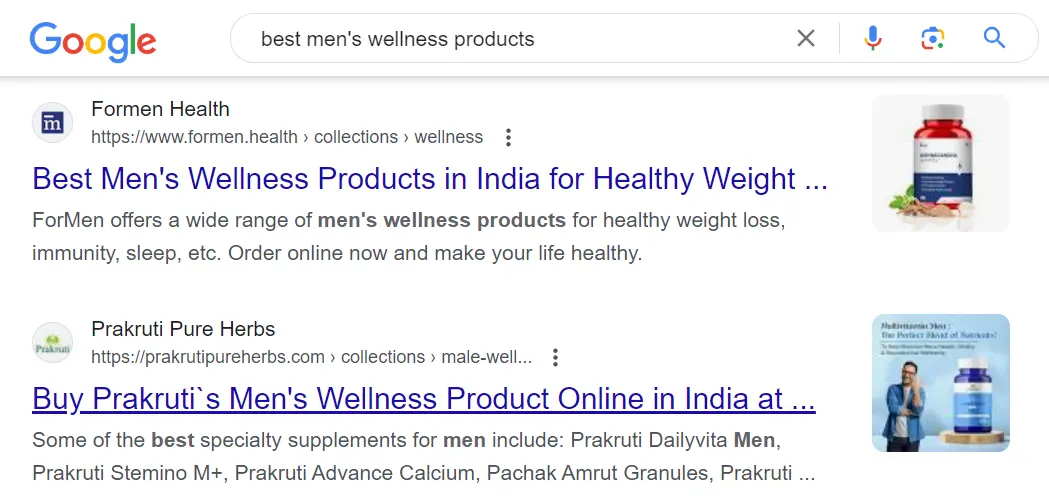 Google
best men's wellness products
m
Formen Health
https://www.formen.health › collections › wellness
Best Men's Wellness Products in India for Healthy Weight ...
ForMen offers a wide range of men's wellness products for healthy weight loss,
immunity, sleep, etc. Order online now and make your life healthy.
Prakruti
Prakruti Pure Herbs
https://prakrutipureherbs.com › collections › male-well...
Buy Prakruti`s Men's Wellness Product Online in India at ...
Some of the best specialty supplements for men include: Prakruti Dailyvita Men,
Prakruti Stemino M+, Prakruti Advance Calcium, Pachak Amrut Granules, Prakruti ...
Multivitamin Men :
The Perfect Blend of Nutrients!